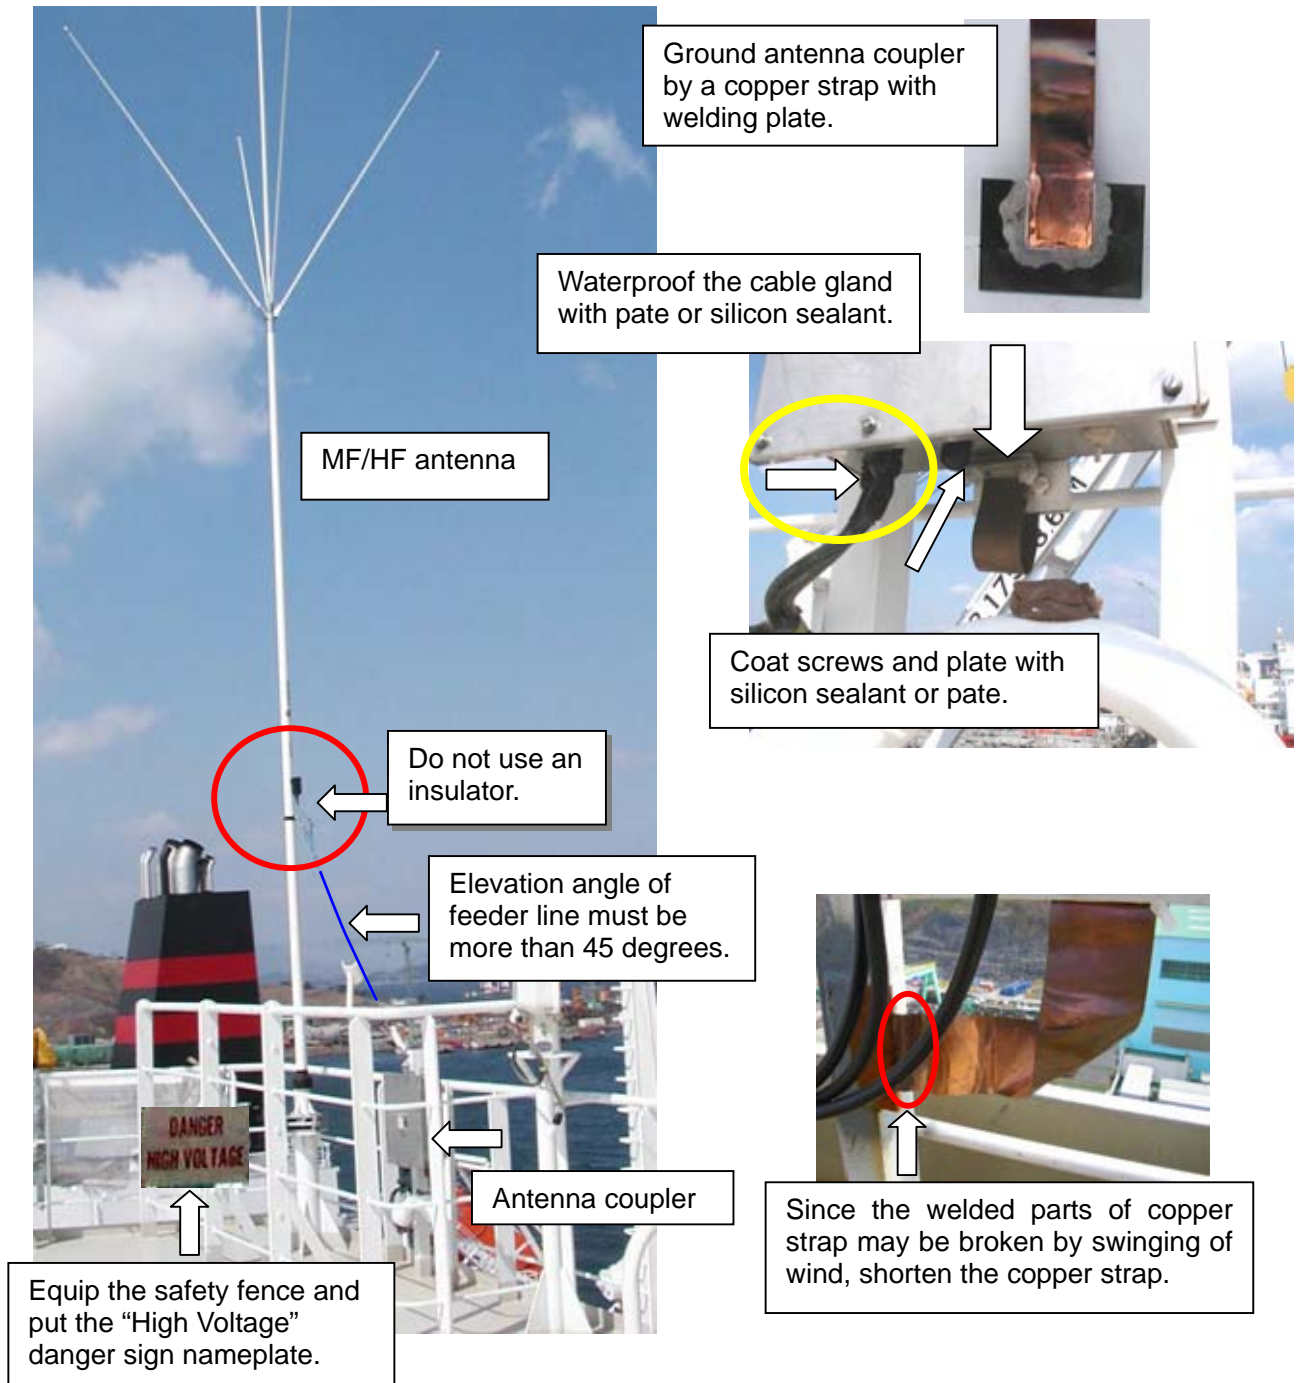 Ground antenna coupler
by a copper strap with
welding plate.
Waterproof the cable gland
with pate or silicon sealant.
MF/HF antenna
Coat screws and plate with
silicon sealant or pate.
Do not use an
insulator.
Elevation angle of
feeder line must be
more than 45 degrees.
DANGER
HIGH VOLTAGE
Antenna coupler
Since the welded parts of copper
strap may be broken by swinging of
wind, shorten the copper strap.
Equip the safety fence and
put the “High Voltage”
danger sign nameplate.